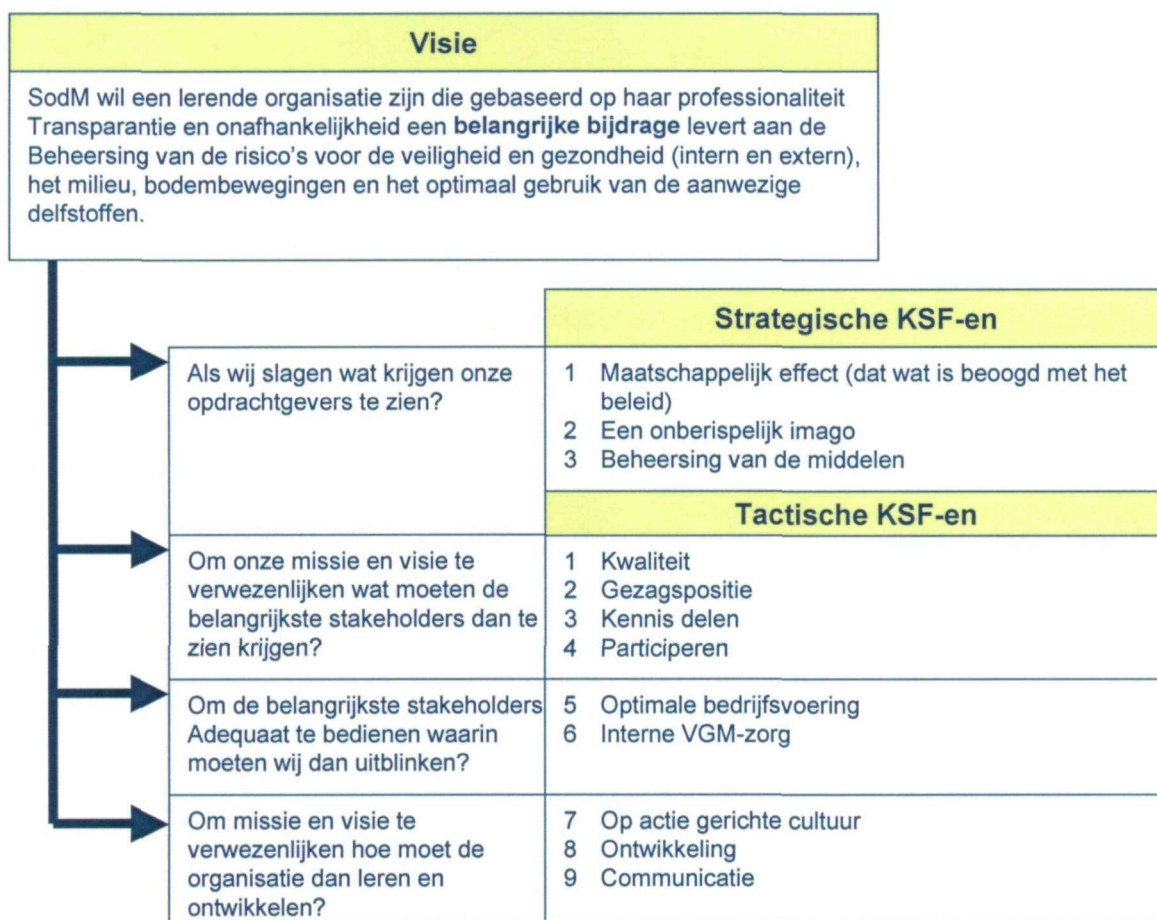 Visie
SodM wil een lerende organisatie zijn die gebaseerd op haar professionaliteit
Transparantie en onafhankelijkheid een belangrijke bijdrage levert aan de
Beheersing van de risico's voor de veiligheid en gezondheid (intern en extern),
het milieu, bodembewegingen en het optimaal gebruik van de aanwezige
delfstoffen.
Strategische KSF-en
Als wij slagen wat krijgen onze
opdrachtgevers te zien?
1 Maatschappelijk effect (dat wat is beoogd met het
beleid)
2 Een onberispelijk imago
3 Beheersing van de middelen
Tactische KSF-en
Om onze missie en visie te
verwezenlijken wat moeten de
belangrijkste stakeholders dan te
zien krijgen?
1 Kwaliteit
2 Gezagspositie
3 Kennis delen
4 Participeren
Om de belangrijkste stakeholders
Adequaat te bedienen waarin
moeten wij dan uitblinken?
5 Optimale bedrijfsvoering
6 Interne VGM-zorg
Om missie en visie te
verwezenlijken hoe moet de
organisatie dan leren en
ontwikkelen?
7 Op actie gerichte cultuur
8 Ontwikkeling
9 Communicatie